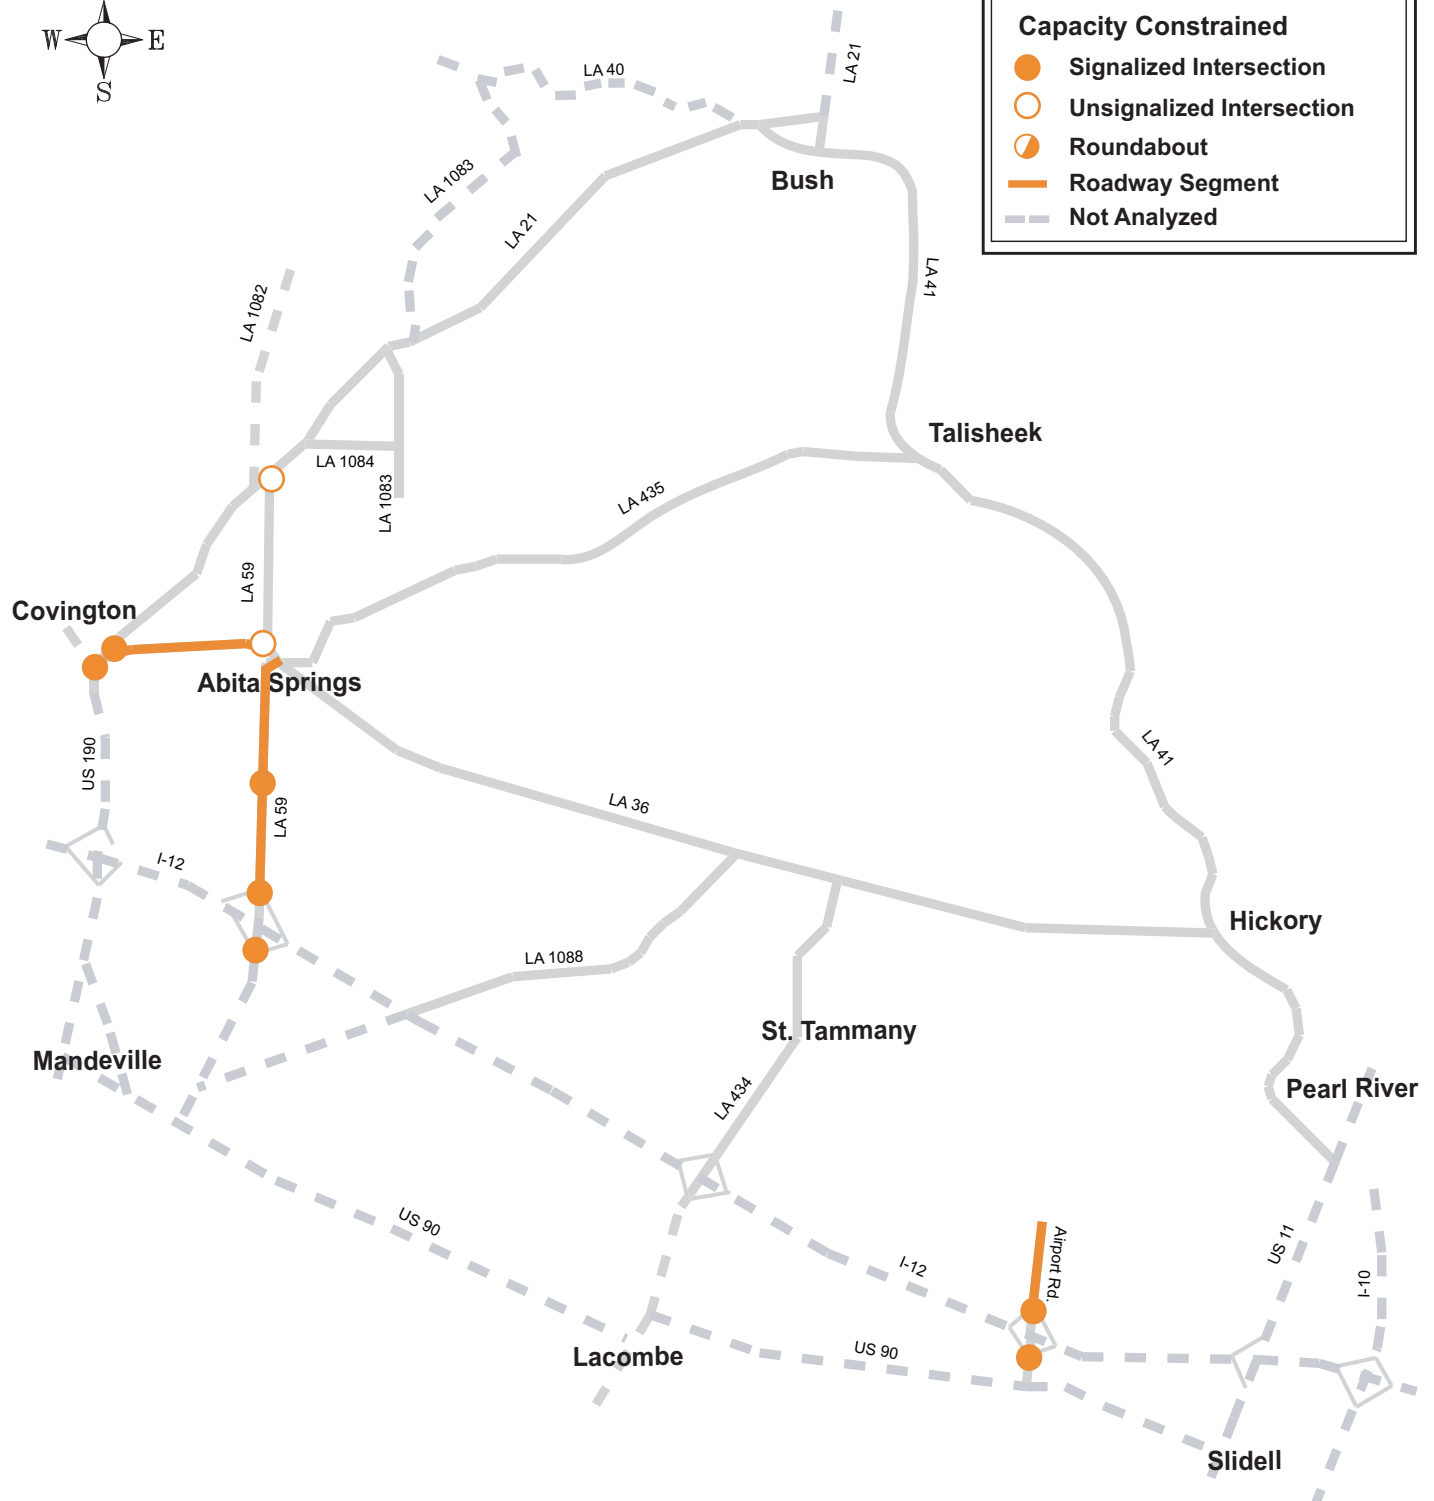 W
E
S
Capacity Constrained
Signalized Intersection
Unsignalized Intersection
Roundabout
Roadway Segment
Not Analyzed
LA 40
LA 21
LA 1083
Bush
LA 21
LA 41
LA 1082
Talisheek
LA 1084
LA 1083
LA 435
LA 59
Covington
Abita Springs
US 190
LA 41
LA 59
LA 36
I-12
Hickory
LA 1088
St. Tammany
Mandeville
Pearl River
LA 434
US 90
I-12
Airport Rd.
US 11
I-10
Lacombe
US 90
Slidell